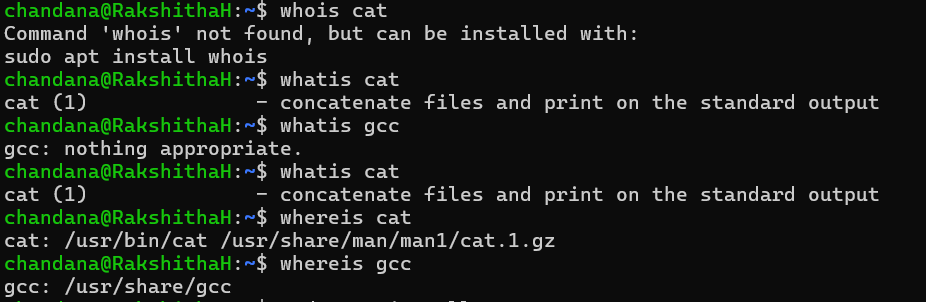 chandana@RakshithaH:~$ whois cat
Command 'whois' not found, but can be installed with:
sudo apt install whois
chandana@RakshithaH:~$ whatis cat
cat (1)              - concatenate files and print on the standard output
chandana@RakshithaH:~$ whatis gcc
gcc: nothing appropriate.
chandana@RakshithaH:~$ whatis cat
cat (1)              - concatenate files and print on the standard output
chandana@RakshithaH:~$ whereis cat
cat: /usr/bin/cat /usr/share/man/man1/cat.1.gz
chandana@RakshithaH:~$ whereis gcc
gcc: /usr/share/gcc